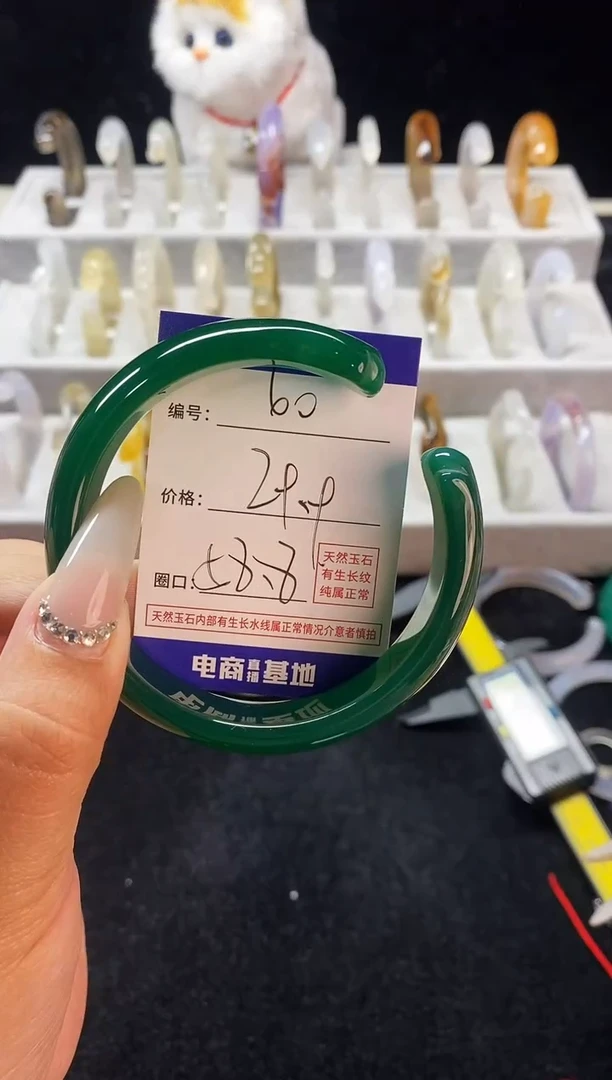 编号: 60
价格:
圈口: 58.8
天然玉石
有生长纹
纯属正常
天然玉石内部有生长水线属正常情况介意者慎拍
电商直播基地